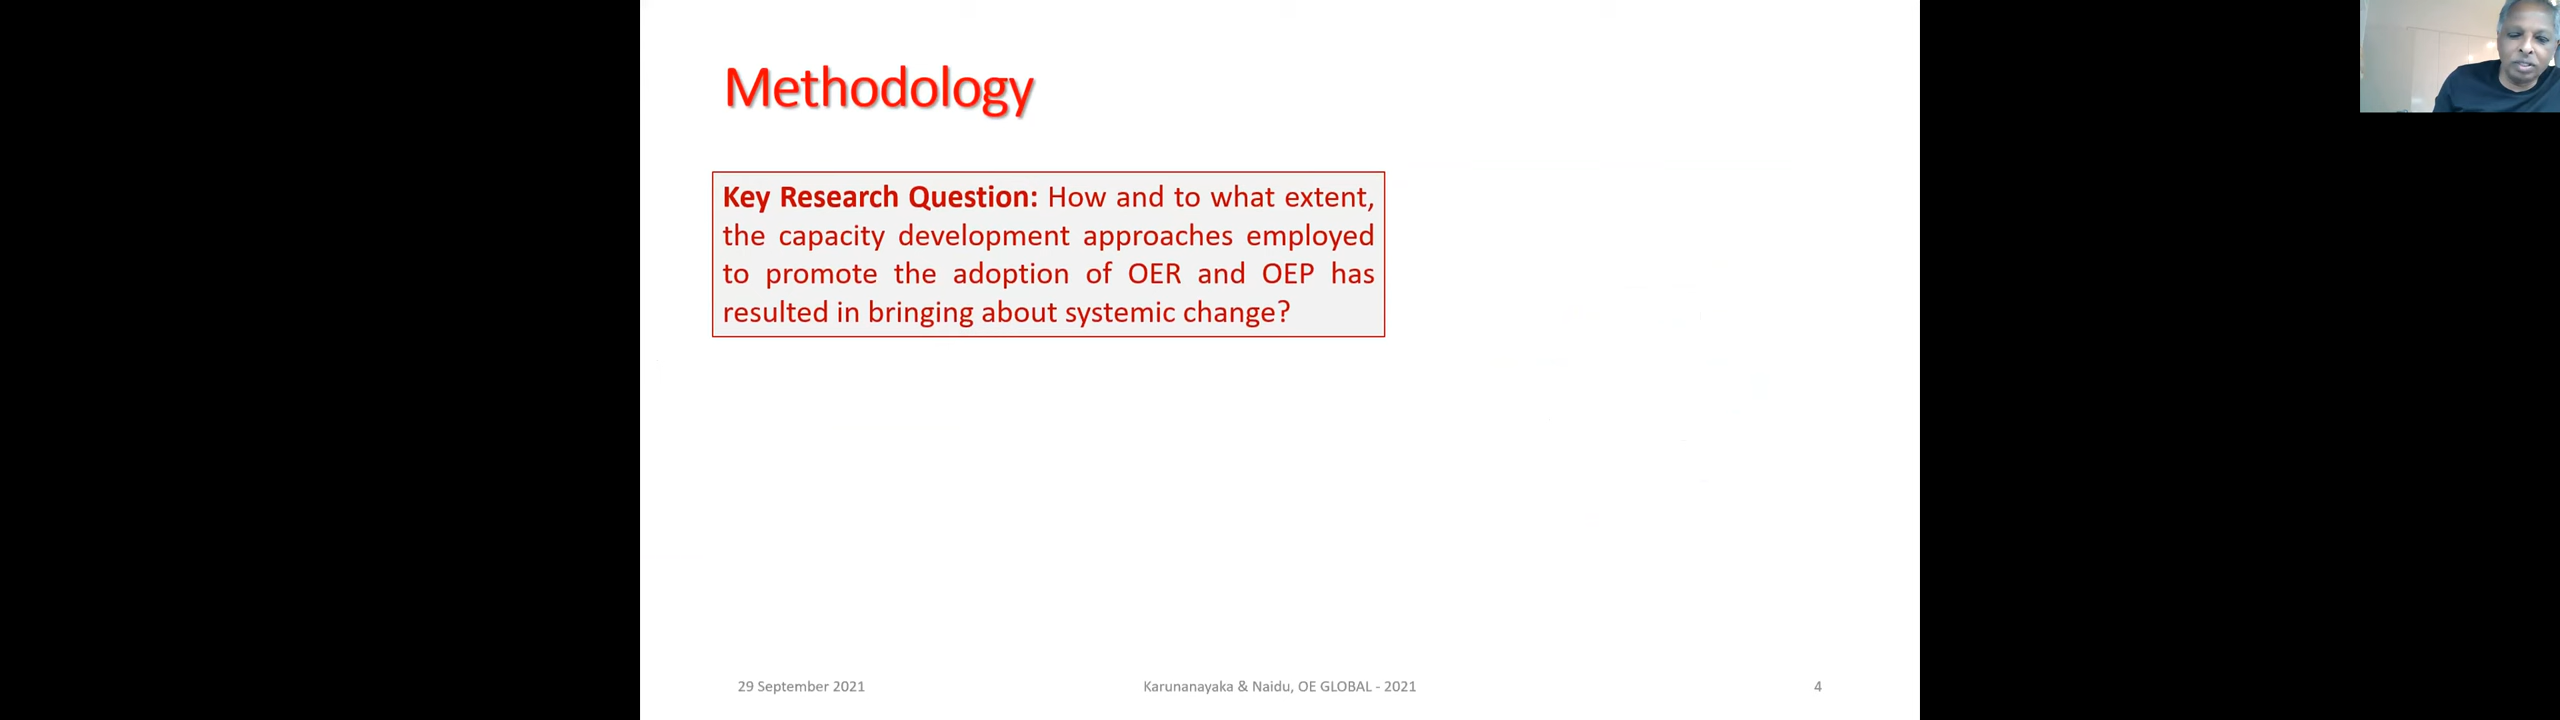 Methodology
Key Research Question: How and to what extent,
the capacity development approaches employed
to promote the adoption of OER and OEP has
resulted in bringing about systemic change?
29 September 2021
Karunanayaka & Naidu, OE GLOBAL - 2021
4